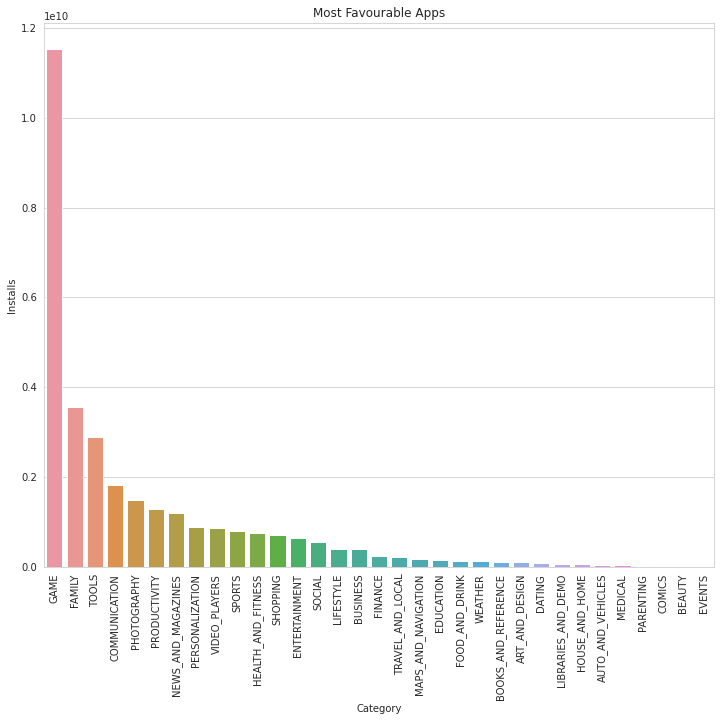 Most Favourable Apps
1e10
1.2
1.0
0.8
0.6
0.4
0.2
0.0
Installs
GAME
FAMILY
TOOLS
COMMUNICATION
PHOTOGRAPHY
PRODUCTIVITY
NEWS_AND_MAGAZINES
PERSONALIZATION
VIDEO_PLAYERS
SPORTS
HEALTH_AND_FITNESS
SHOPPING
ENTERTAINMENT
SOCIAL
LIFESTYLE
BUSINESS
FINANCE
TRAVEL_AND_LOCAL
MAPS_AND_NAVIGATION
EDUCATION
FOOD_AND_DRINK
WEATHER
BOOKS_AND_REFERENCE
ART_AND_DESIGN
DATING
LIBRARIES_AND_DEMO
HOUSE_AND_HOME
AUTO_AND_VEHICLES
MEDICAL
PARENTING
COMICS
BEAUTY
EVENTS
Category